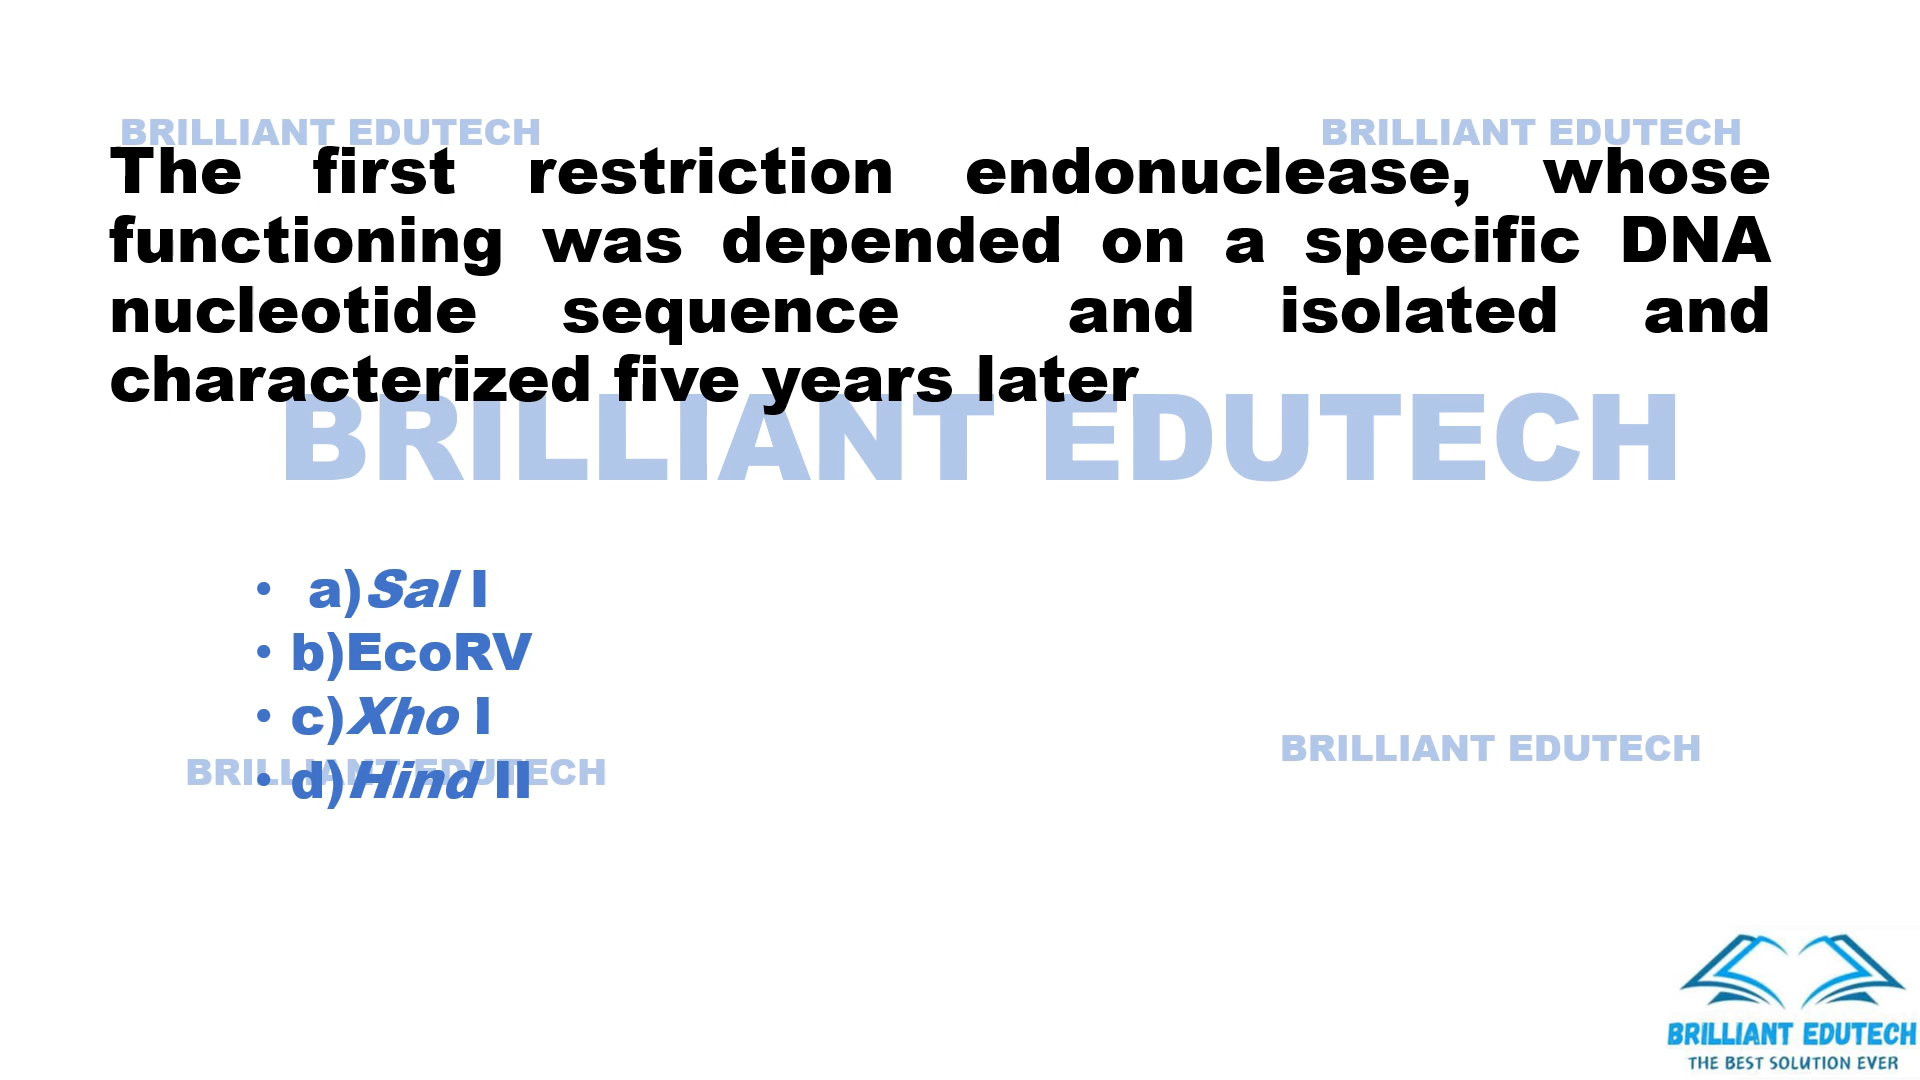 BRILLIANT EDUTECH
BRILLIANT EDUTECH
The first restriction endonuclease, whose
functioning was depended on a specific DNA
nucleotide sequence and isolated and
characterized five years later
BRILLIANT EDUTECH
• a)Sal I
• b)EcoRV
• c)Xho I
BRILLIANT EDUTECH
BRILLIANT EDUTECH
• d)Hind II
BRILLIANT EDUTECH
THE BEST SOLUTION EVER